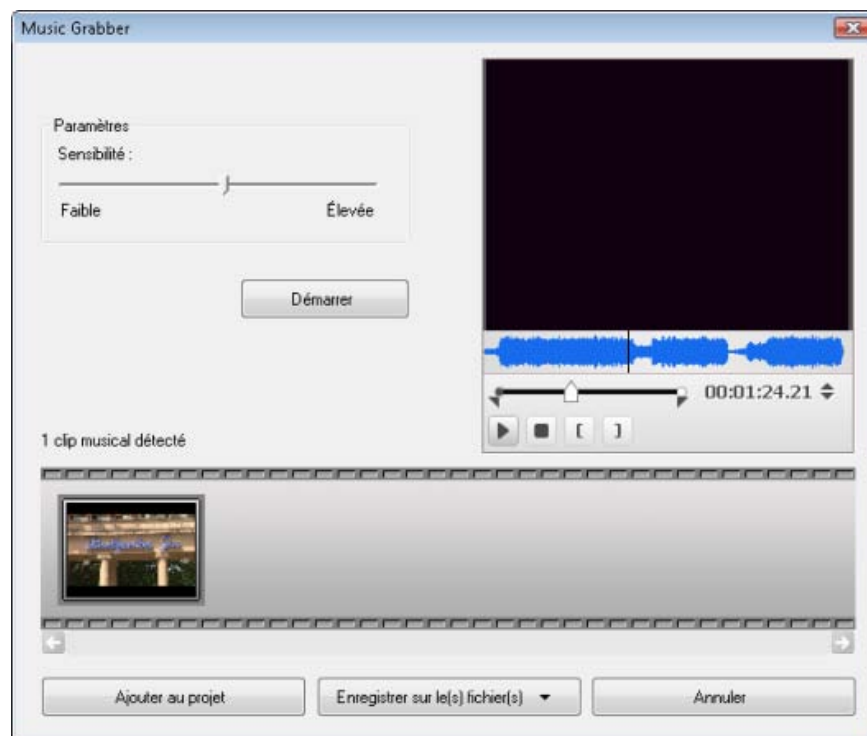 Music Grabber
Paramètres
Sensibilité :
Faible
Élevée
Démarrer
00:01:24.21
1 clip musical détecté
Ajouter au projet
Enregistrer sur le(s) fichier(s)
Annuler